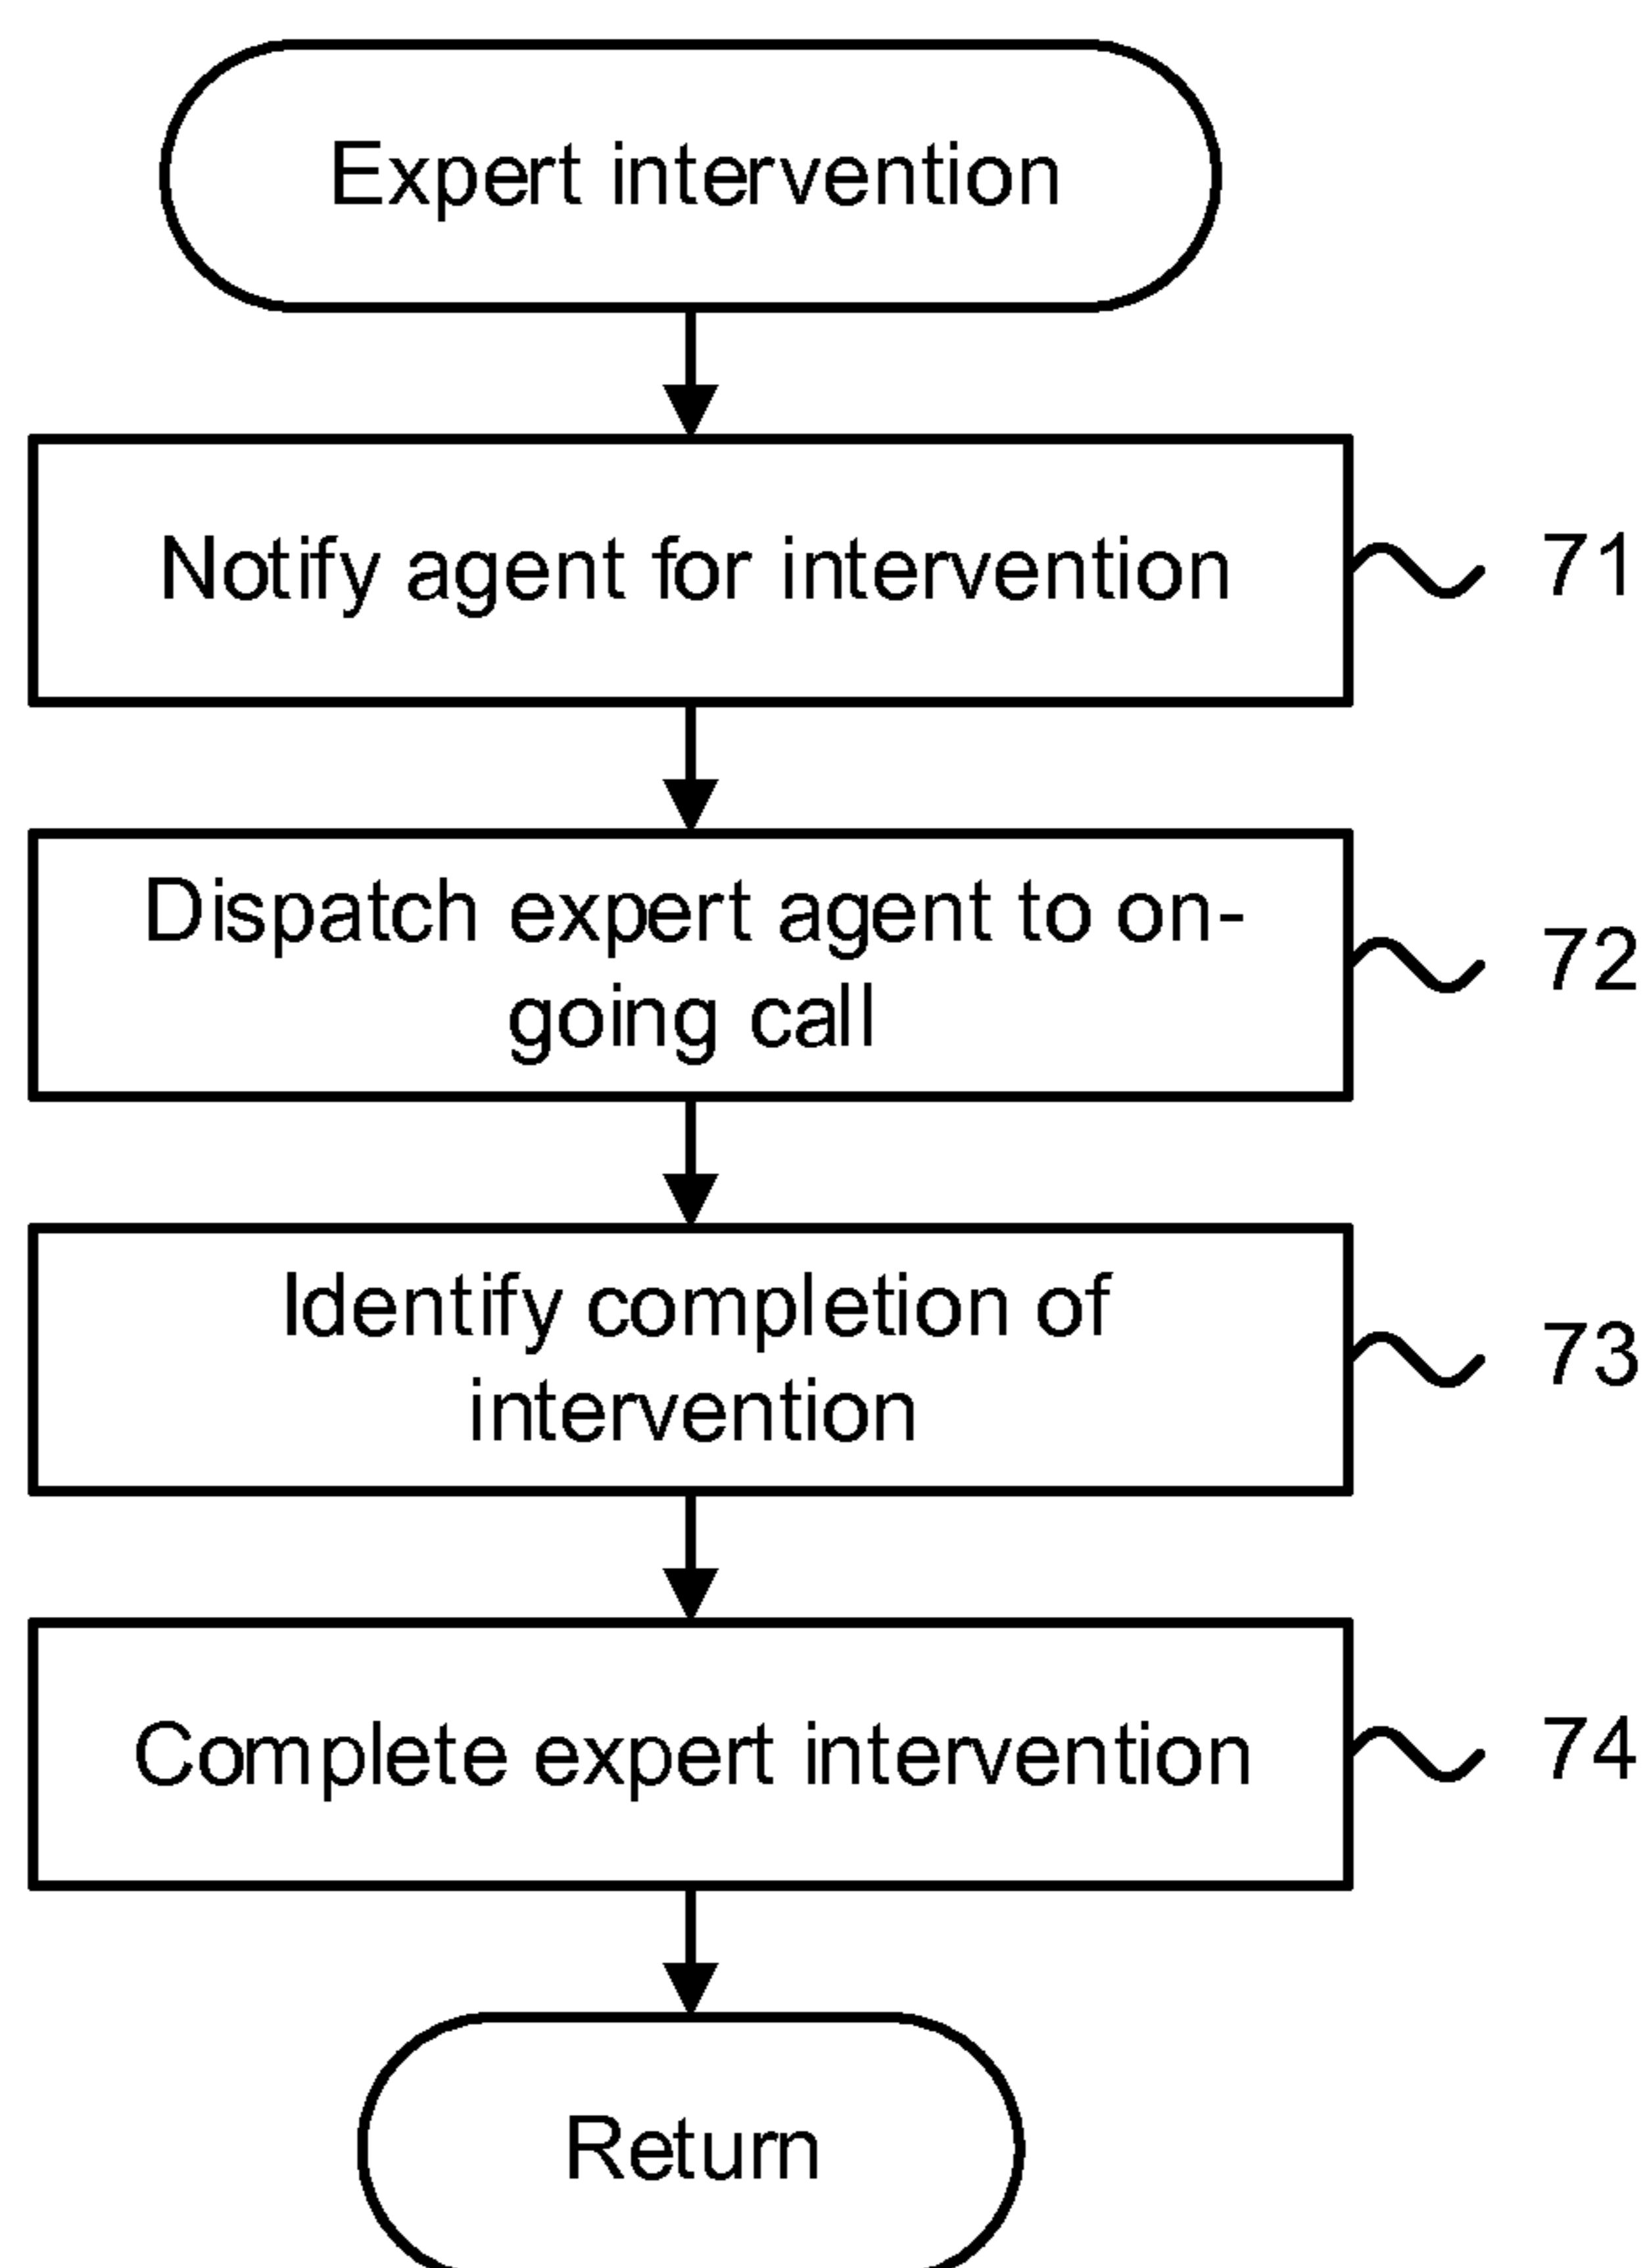 Expert intervention
Notify agent for intervention
71
Dispatch expert agent to on-
going call
72
Identify completion of
intervention
73
Complete expert intervention
74
Return